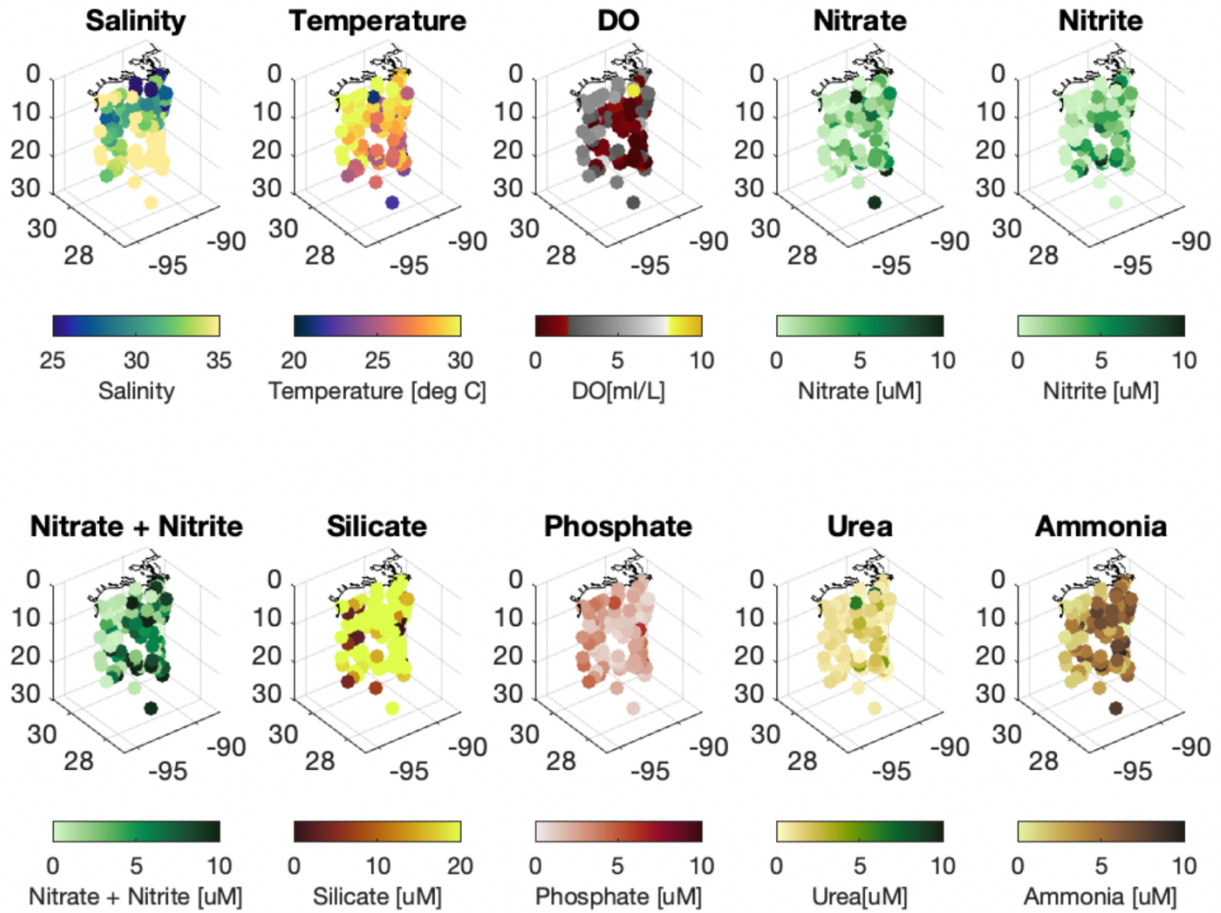 Salinity Temperature DO Nitrate Nitrite
0 0 0 0 0
10 10 10 10 10
20 20 20 20 20
30 30 30 30 30
30 -90 30 -90 30 -90 30 -90 30 -90
28 -95 28 -95 28 -95 28 -95 28 -95
25 30 35 20 25 30 0 5 10 0 5 10 0 5 10
Salinity Temperature [deg C] DO[ml/L] Nitrate [uM] Nitrite [uM]
Nitrate + Nitrite Silicate Phosphate Urea Ammonia
0 0 0 0 0
10 10 10 10 10
20 20 20 20 20
30 30 30 30 30
30 -90 30 -90 30 -90 30 -90 30 -90
28 -95 28 -95 28 -95 28 -95 28 -95
0 5 10 0 10 20 0 5 10 0 5 10 0 5 10
Nitrate + Nitrite [uM] Silicate [uM] Phosphate [uM] Urea[uM] Ammonia [uM]